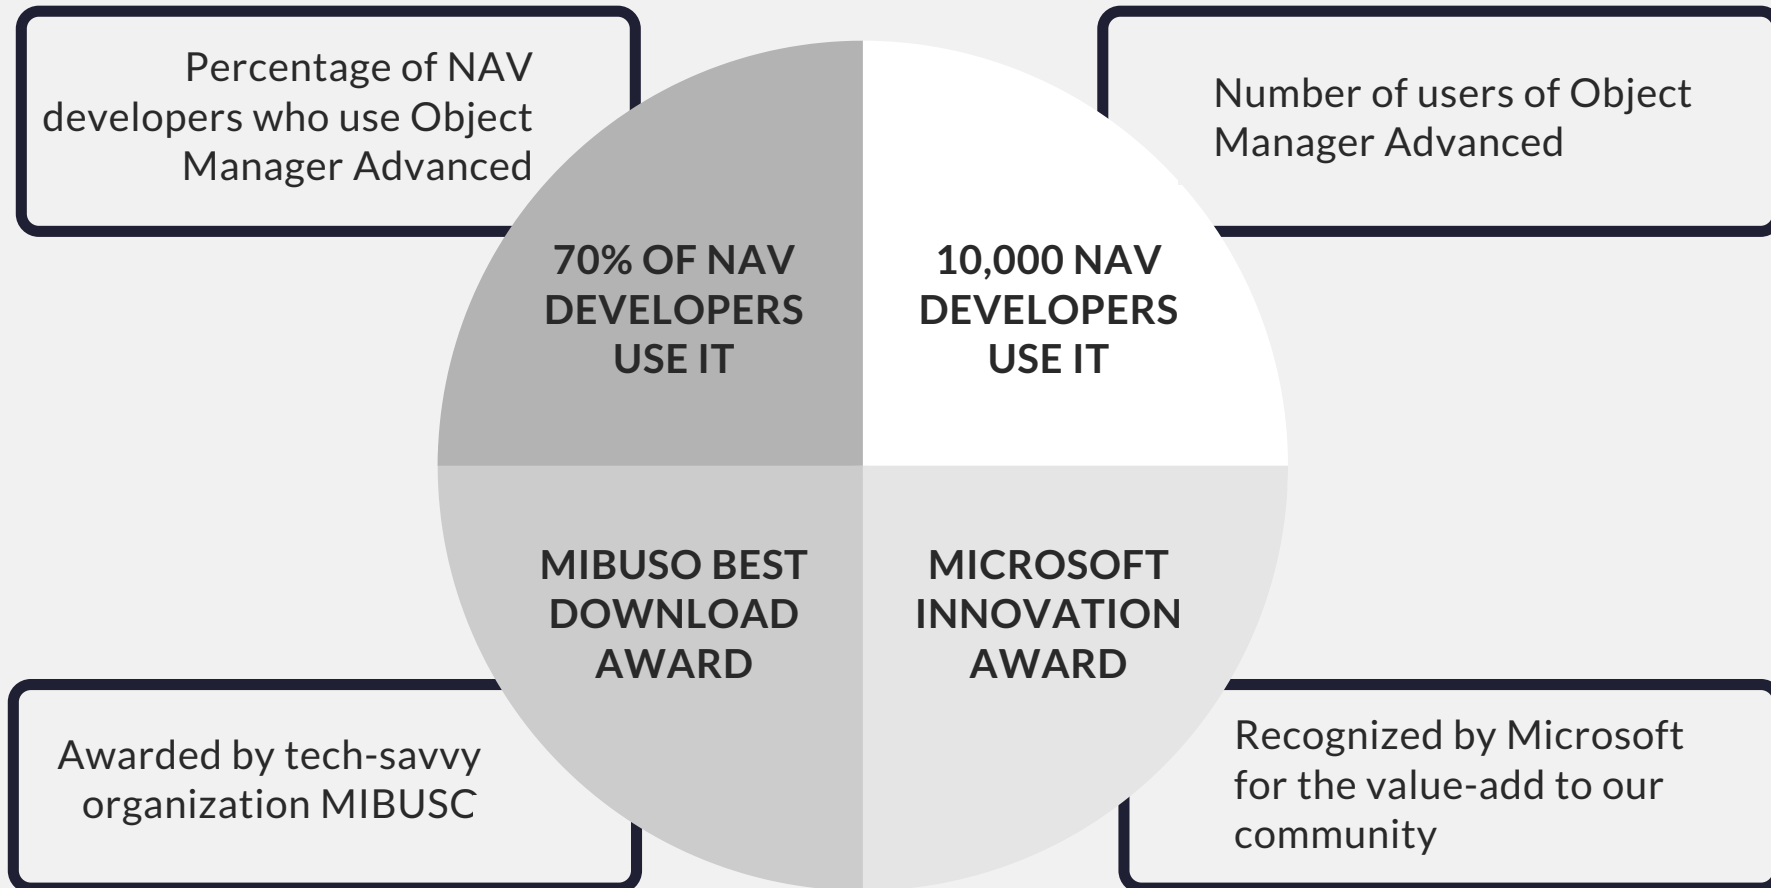 Percentage of NAV
developers who use Object
Manager Advanced
Number of users of Object
Manager Advanced
70% OF NAV
DEVELOPERS
USE IT
10,000 NAV
DEVELOPERS
USE IT
MIBUSO BEST
DOWNLOAD
AWARD
MICROSOFT
INNOVATION
AWARD
Awarded by tech-savvy
organization MIBUSC
Recognized by Microsoft
for the value-add to our
community